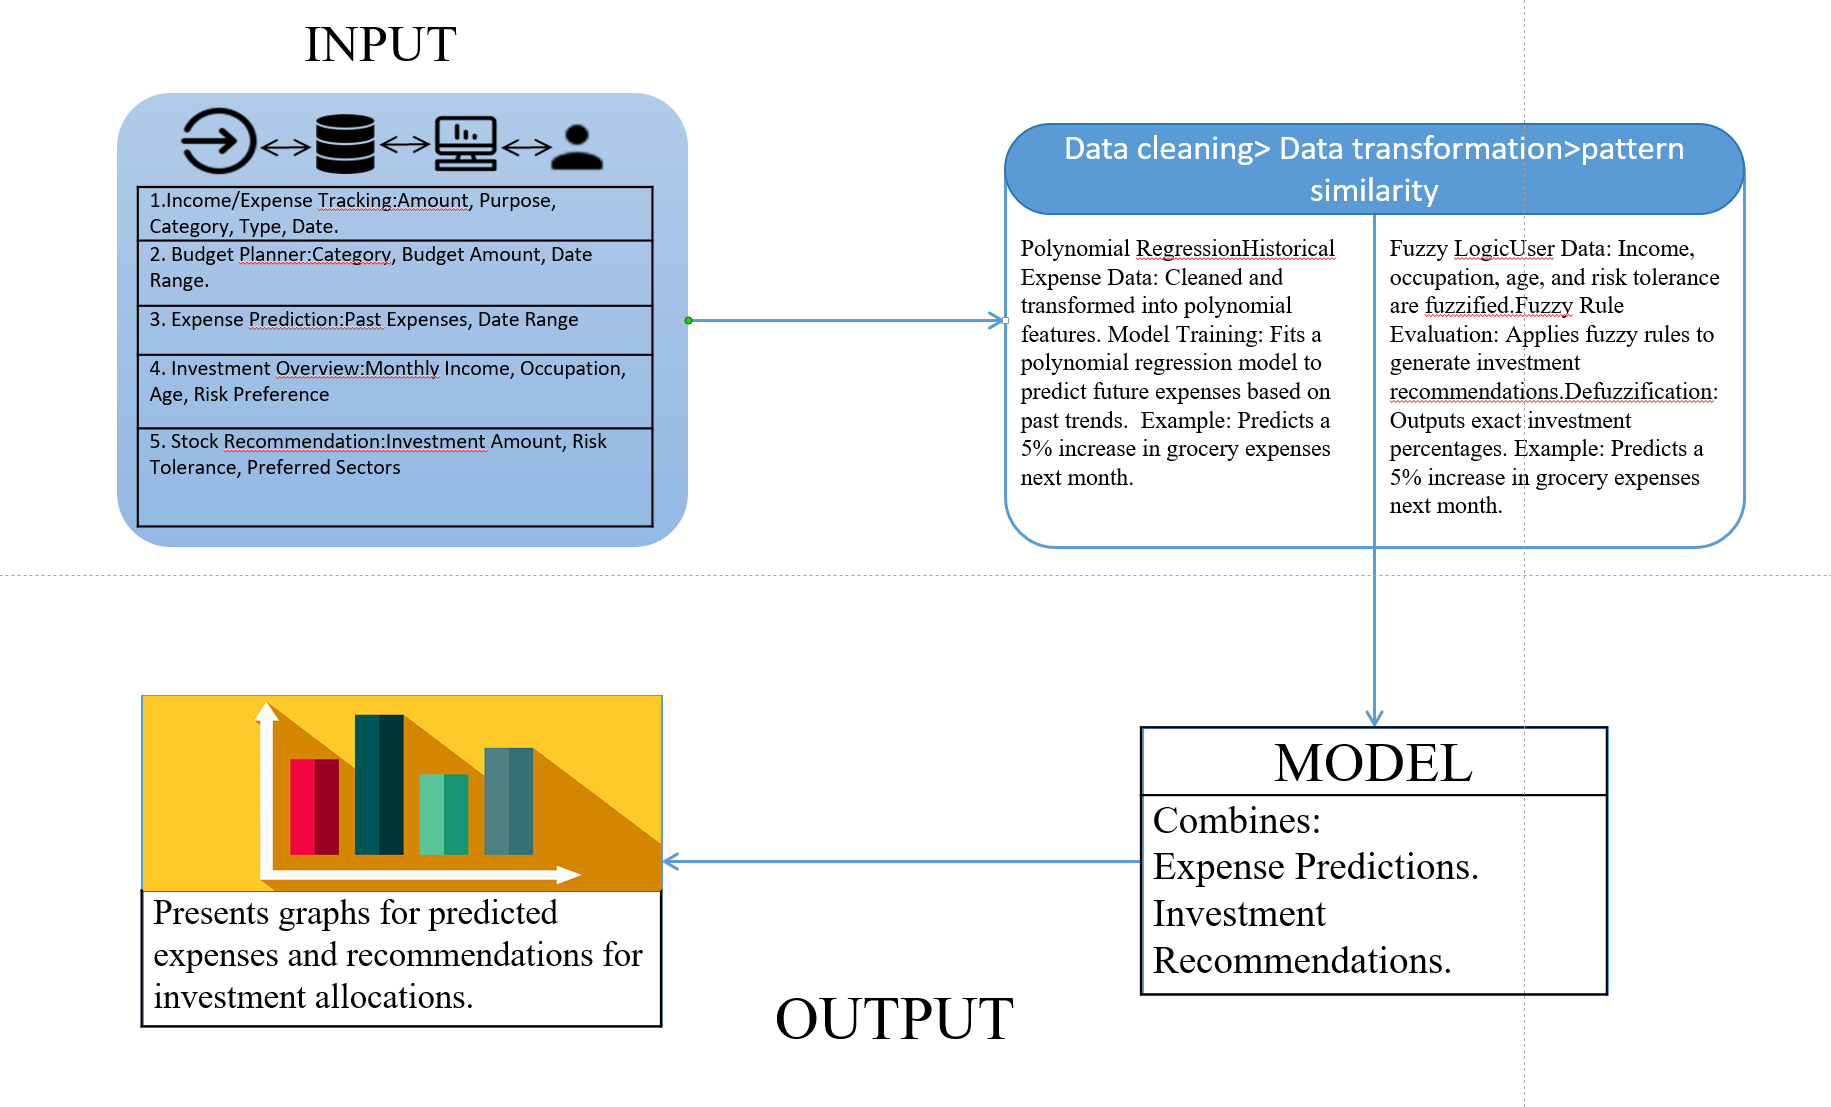 INPUT
1.Income/Expense Tracking:Amount, Purpose,
Category, Type, Date.
2. Budget Planner:Category, Budget Amount, Date
Range.
3. Expense Prediction:Past Expenses, Date Range
4. Investment Overview:Monthly Income, Occupation,
Age, Risk Preference
5. Stock Recommendation:Investment Amount, Risk
Tolerance, Preferred Sectors
Data cleaning> Data transformation>pattern
similarity
Polynomial RegressionHistorical
Expense Data: Cleaned and
transformed into polynomial
features. Model Training: Fits a
polynomial regression model to
predict future expenses based on
past trends.  Example: Predicts a
5% increase in grocery expenses
next month.
Fuzzy LogicUser Data: Income,
occupation, age, and risk tolerance
are fuzzified.Fuzzy Rule
Evaluation: Applies fuzzy rules to
generate investment
recommendations.Defuzzification:
Outputs exact investment
percentages. Example: Predicts a
5% increase in grocery expenses
next month.
MODEL
Combines:
Expense Predictions.
Investment
Recommendations.
Presents graphs for predicted
expenses and recommendations for
investment allocations.
OUTPUT